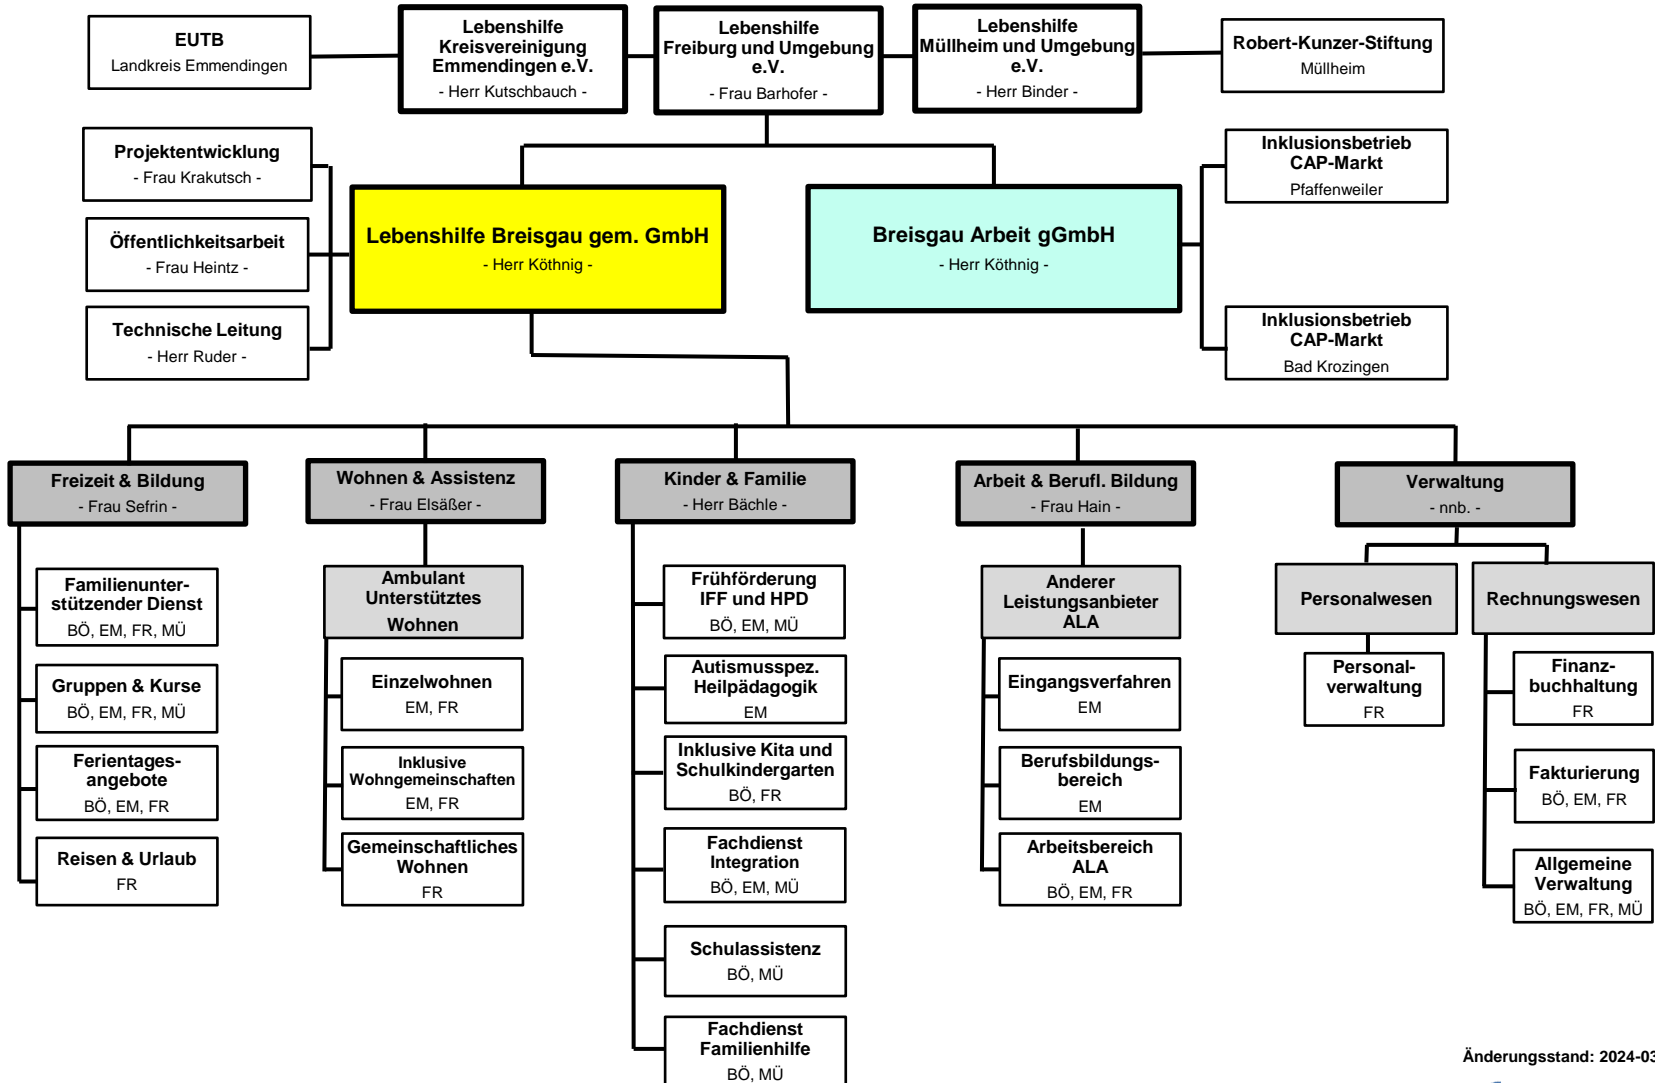 EUTB
Landkreis Emmendingen
Lebenshilfe
Kreisvereinigung
Emmendingen e.V.
- Herr Kutschbauch -
Lebenshilfe
Freiburg und Umgebung
e.V.
- Frau Barhofer -
Lebenshilfe
Müllheim und Umgebung
e.V.
- Herr Binder -
Robert-Kunzer-Stiftung
Müllheim
Projektentwicklung
- Frau Krakutsch -
Öffentlichkeitsarbeit
- Frau Heintz -
Technische Leitung
- Herr Ruder -
Lebenshilfe Breisgau gem. GmbH
- Herr Köthnig -
Breisgau Arbeit gGmbH
- Herr Köthnig -
Inklusionsbetrieb
CAP-Markt
Pfaffenweiler
Inklusionsbetrieb
CAP-Markt
Bad Krozingen
Freizeit & Bildung
- Frau Sefrin -
Familienunter-
stützender Dienst
BÖ, EM, FR, MÜ
Gruppen & Kurse
BÖ, EM, FR, MÜ
Ferientages-
angebote
BÖ, EM, FR
Reisen & Urlaub
FR
Wohnen & Assistenz
- Frau Elsäßer -
Ambulant
Unterstütztes
Wohnen
Einzelwohnen
EM, FR
Inklusive
Wohngemeinschaften
EM, FR
Gemeinschaftliches
Wohnen
FR
Kinder & Familie
- Herr Bächle -
Frühförderung
IFF und HPD
BÖ, EM, MÜ
Autismusspez.
Heilpädagogik
EM
Inklusive Kita und
Schulkindergarten
BÖ, FR
Fachdienst
Integration
BÖ, EM, MÜ
Schulassistenz
BÖ, MÜ
Fachdienst
Familienhilfe
BÖ, MÜ
Arbeit & Berufl. Bildung
- Frau Hain -
Anderer
Leistungsanbieter
ALA
Eingangsverfahren
EM
Berufsbildungs-
bereich
EM
Arbeitsbereich
ALA
BÖ, EM, FR
Verwaltung
- nnb. -
Personalwesen
Personal-
verwaltung
FR
Rechnungswesen
Finanz-
buchhaltung
FR
Fakturierung
BÖ, EM, FR
Allgemeine
Verwaltung
BÖ, EM, FR, MÜ
Änderungsstand: 2024-03